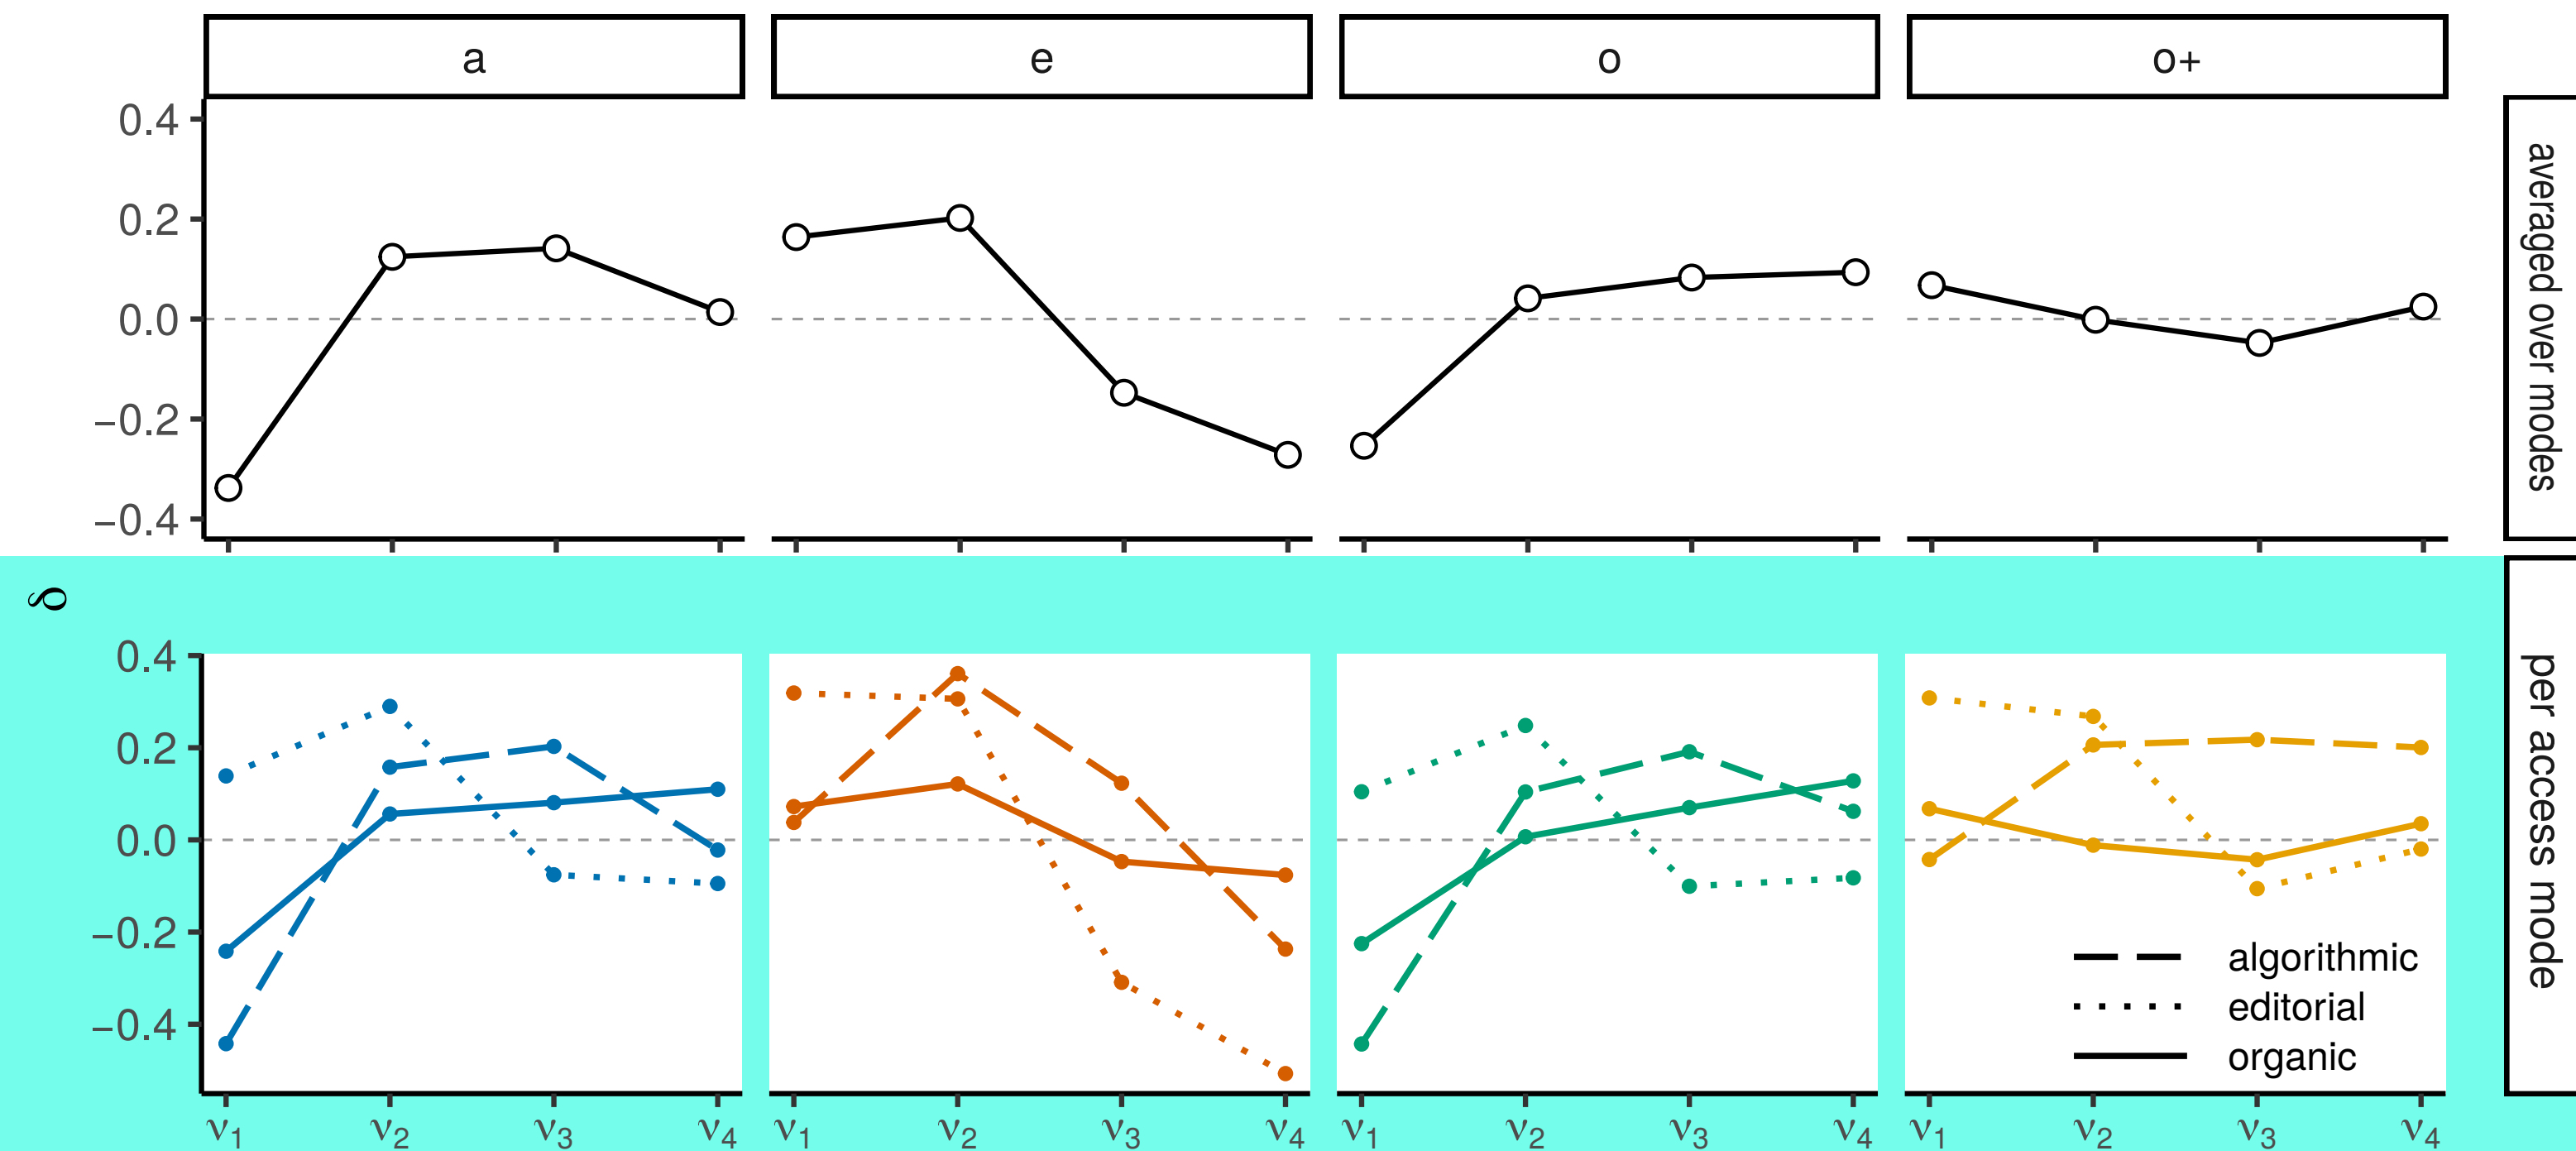 a
e
o
o+
0.4
0.2
0.0
−0.2
−0.4
averaged over modes
δ
0.4
0.2
0.0
−0.2
−0.4
per access mode
algorithmic
editorial
organic
ν1 ν2 ν3 ν4 ν1 ν2 ν3 ν4 ν1 ν2 ν3 ν4 ν1 ν2 ν3 ν4